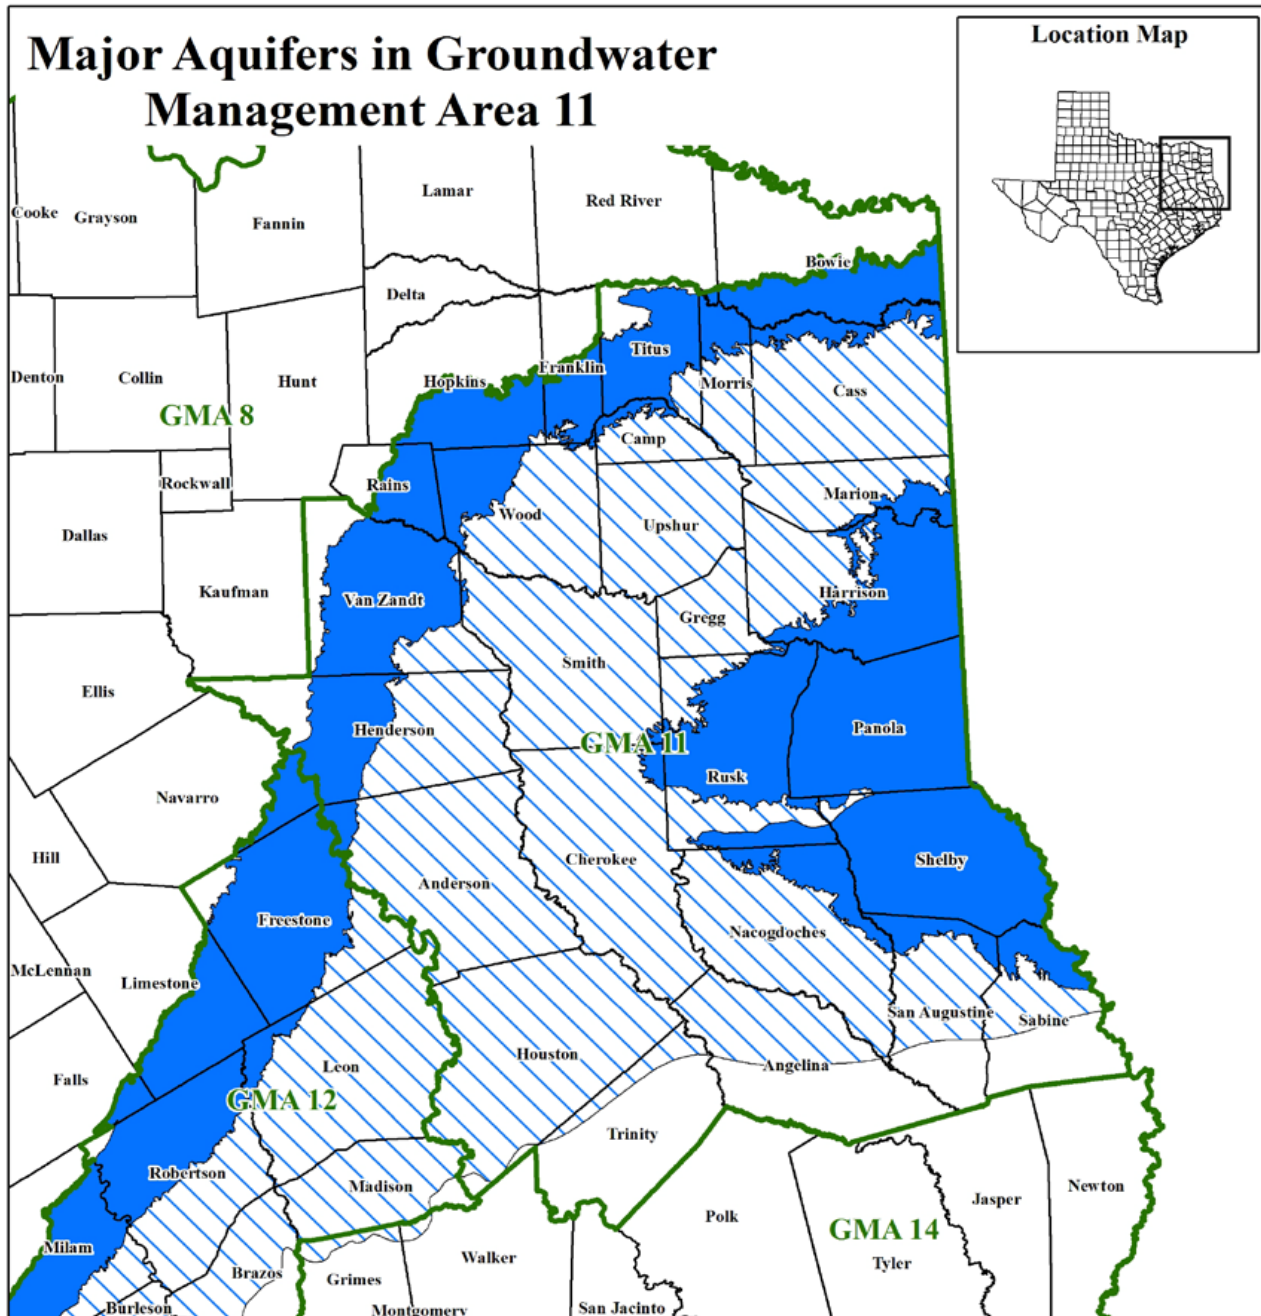 Major Aquifers in Groundwater
Management Area 11
Location Map
Lamar
Red River
Cooke
Grayson
Fannin
Bowie
Delta
Titus
Franklin
Denton
Collin
Hunt
Hopkins
Morris
Cass
GMA 8
Camp
Rockwall
Rains
Marion
Wood
Upshur
Dallas
Kaufman
Van Zandt
Harrison
Gregg
Smith
Ellis
Henderson
GMA 11
Panola
Rusk
Navarro
Hill
Cherokee
Shelby
Anderson
Freestone
Nacogdoches
McLennan
Limestone
San Augustine
Sabine
Houston
Leon
Angelina
Falls
GMA 12
Trinity
Robertson
Madison
Newton
Jasper
Polk
GMA 14
Milam
Walker
Tyler
Brazos
Grimes
Burleson
Montgomery
San Jacinto